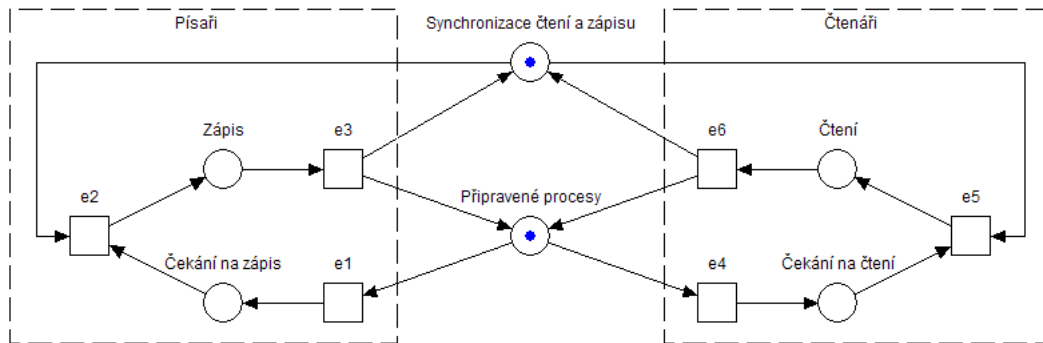 Písaři
Synchronizace čtení a zápisu
Čtenáři
Zápis
e3
e6
Čtení
e2
Připravené procesy
e5
Čekání na zápis
e1
e4
Čekání na čtení